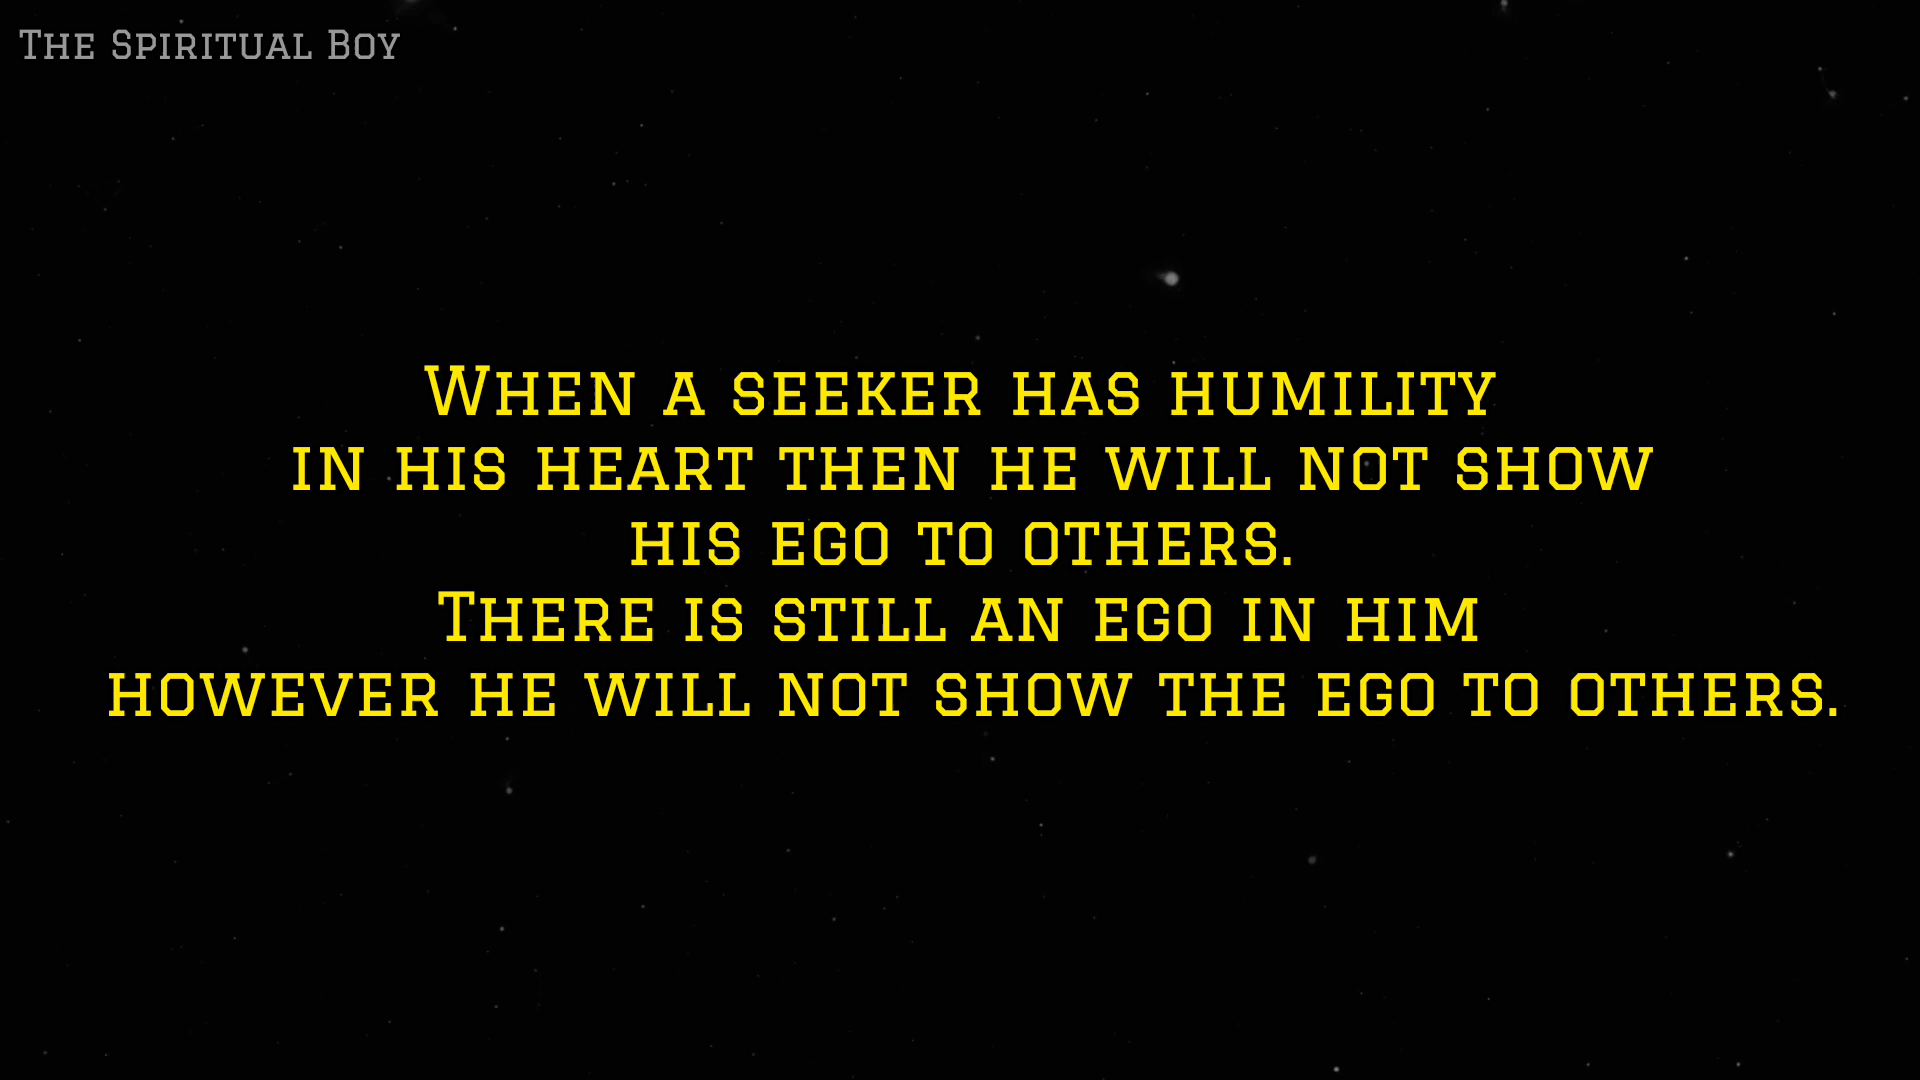 The Spiritual Boy
When a seeker has humility
in his heart then he will not show
his ego to others.
There is still an ego in him
however he will not show the ego to others.